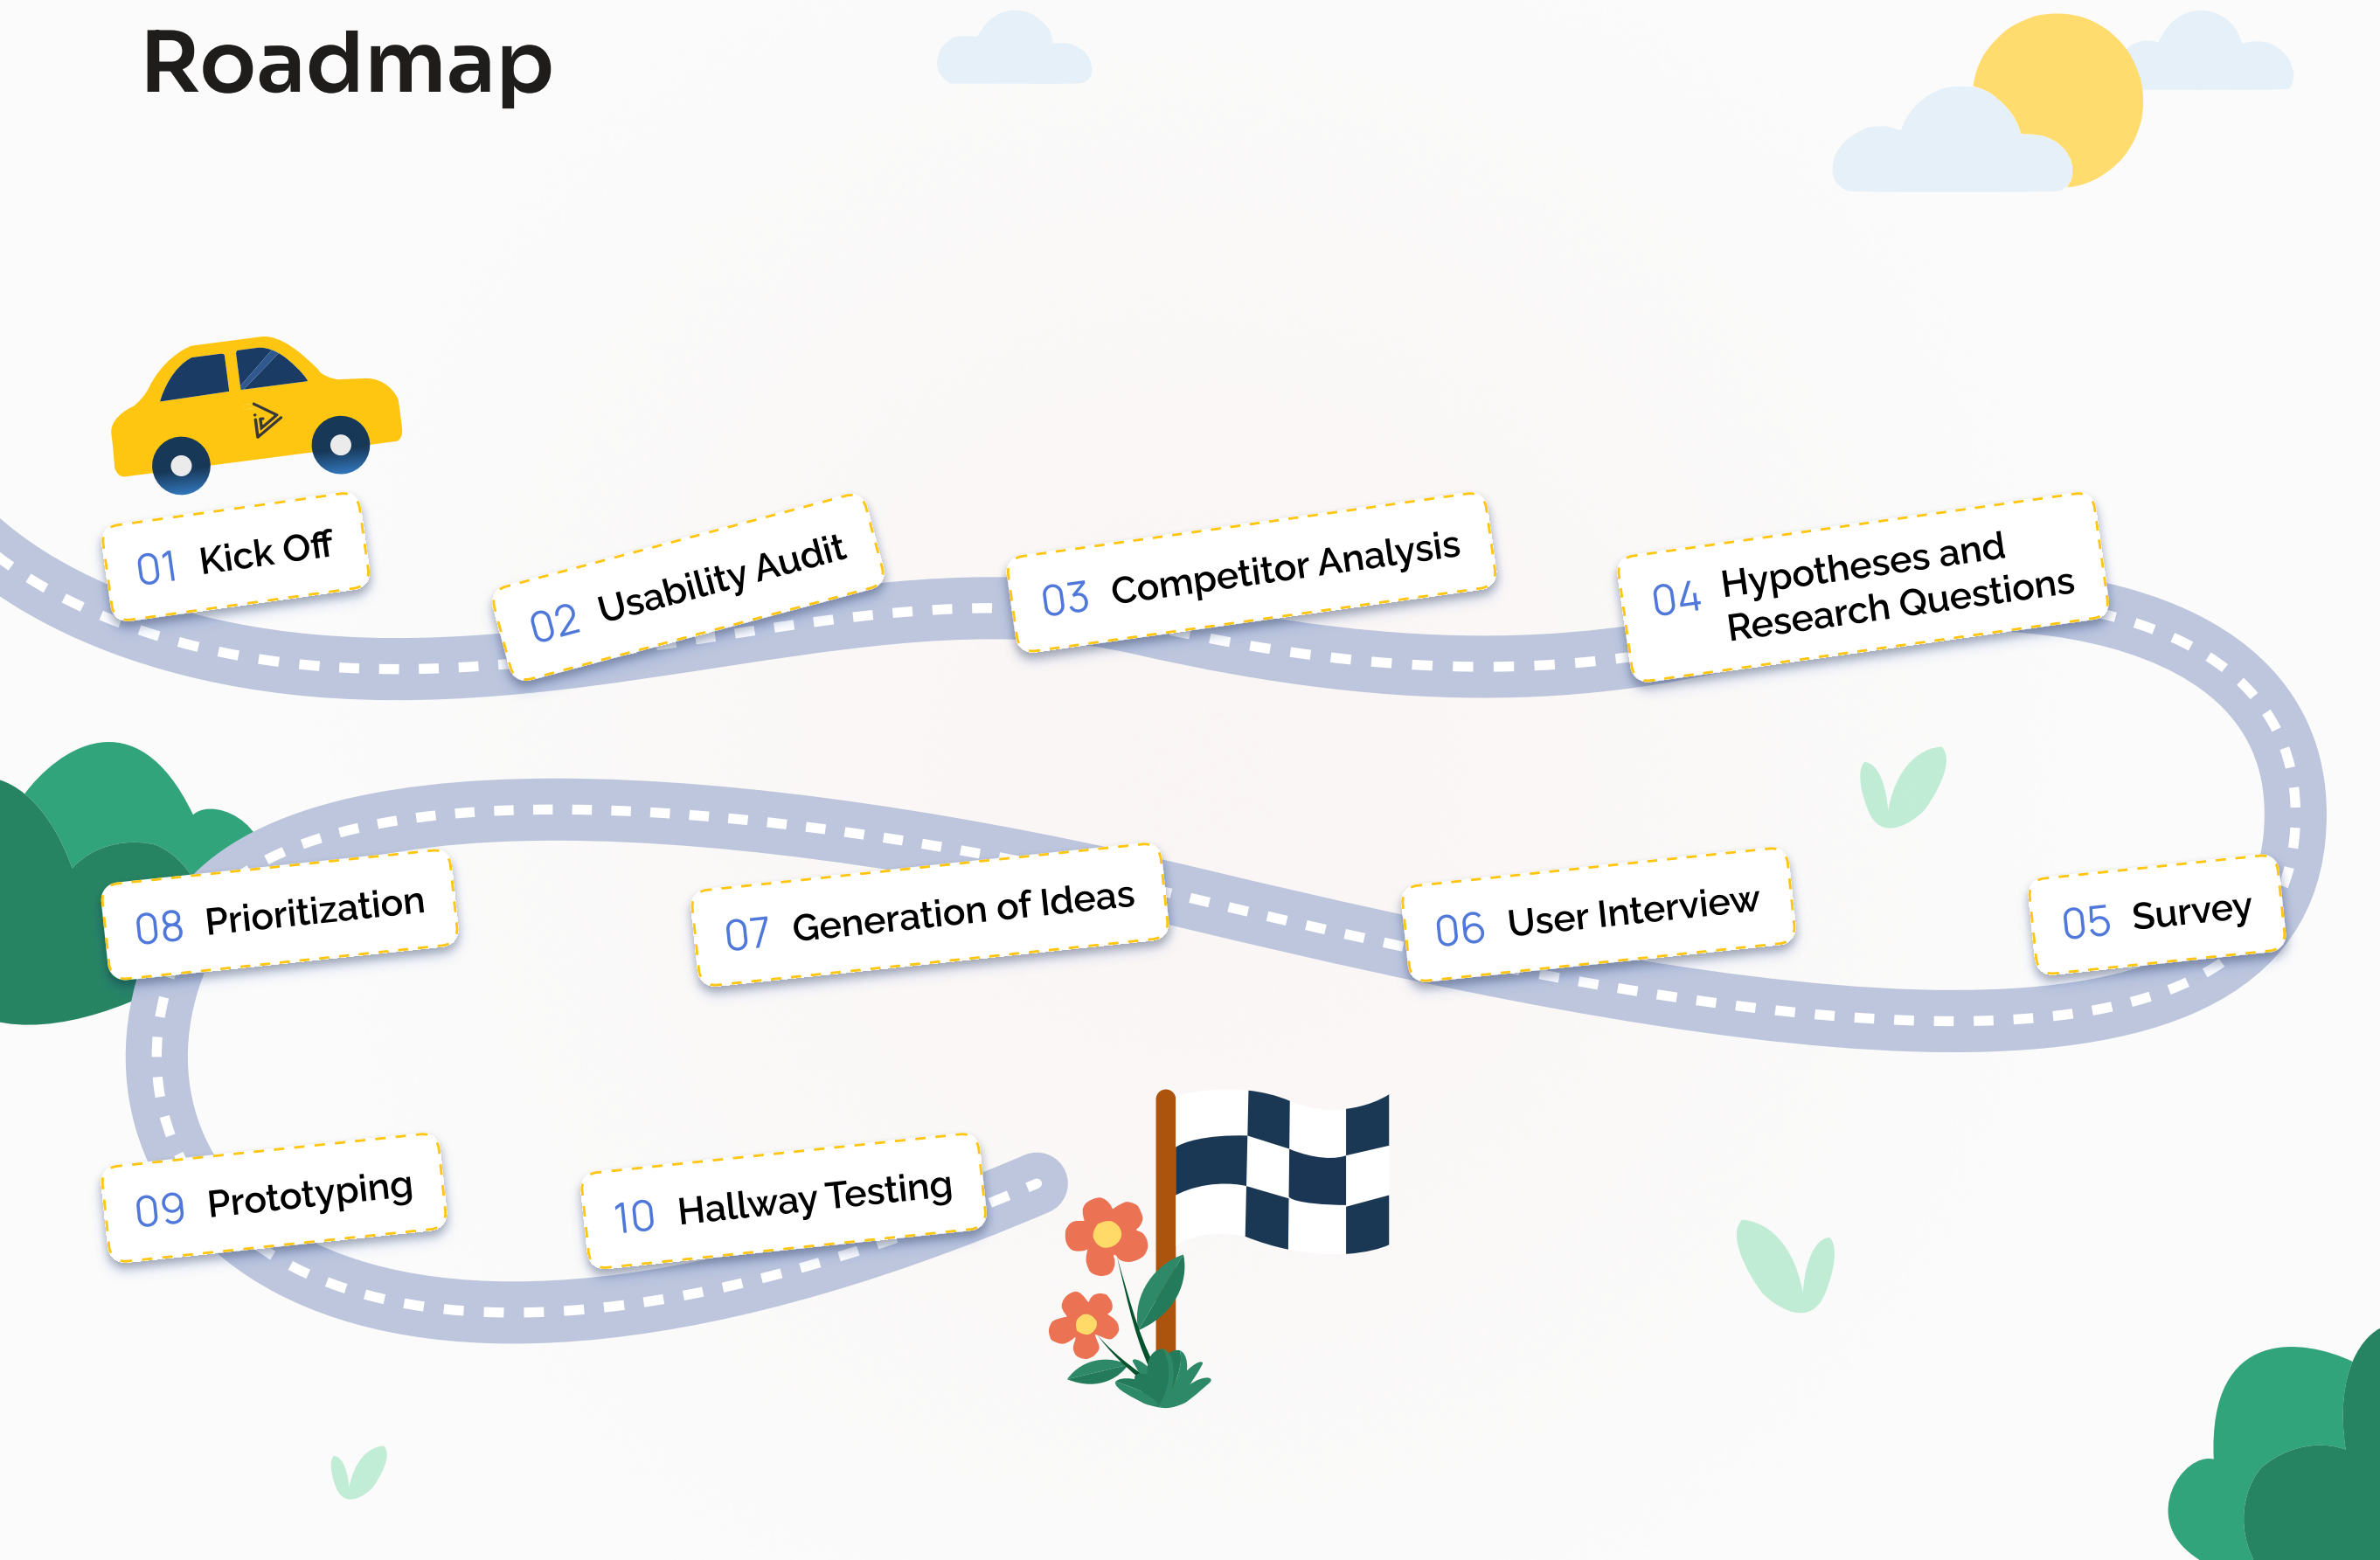 Roadmap
01 Kick Off
02 Usability Audit
03 Competitor Analysis
04 Hypotheses and
Research Questions
05 Survey
06 User Interview
07 Generation of Ideas
08 Prioritization
09 Prototyping
10 Hallway Testing